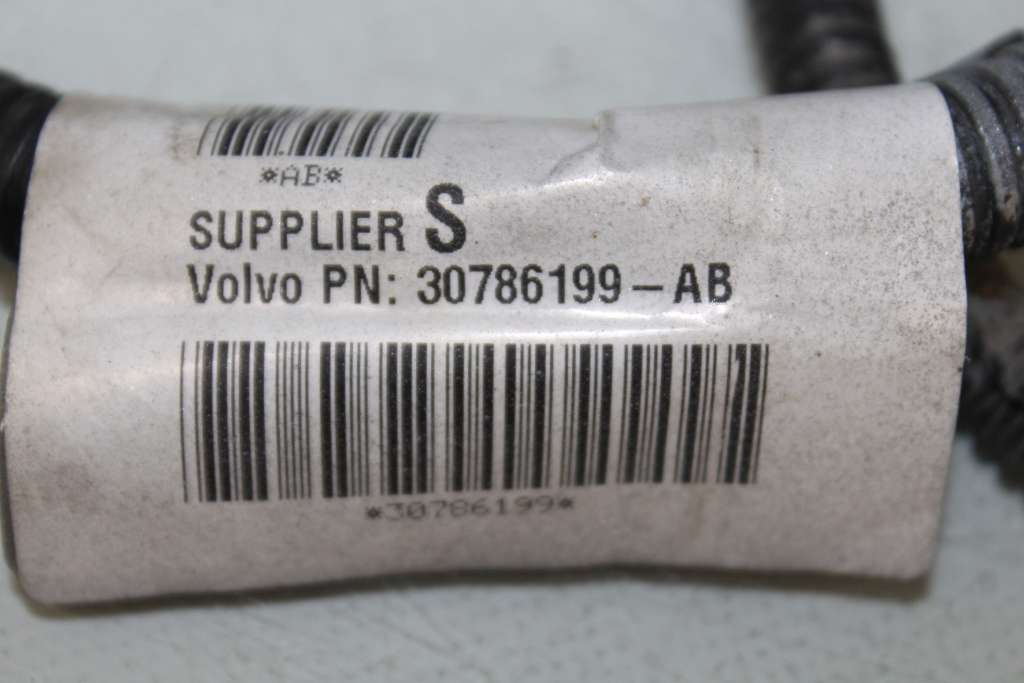 *AB*
SUPPLIER S
Volvo PN: 30786199-AB
*30786199*